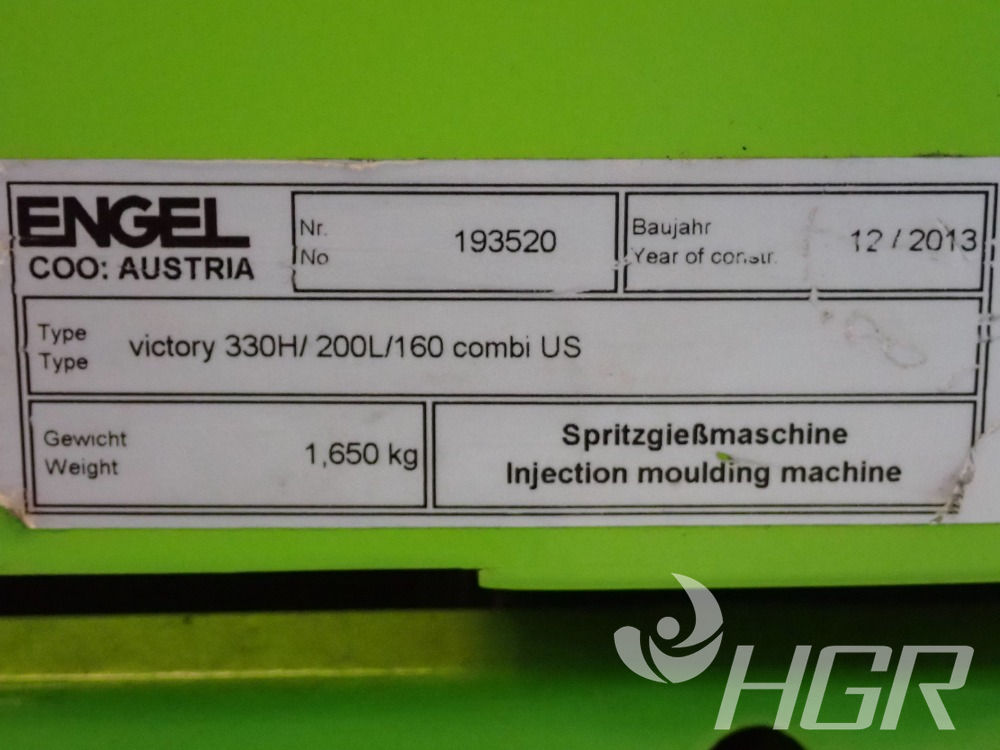 ENGEL
COO: AUSTRIA
Nr.
No
193520
Baujahr
Year of constr.
12 / 2013
Type
Type
victory 330H/ 200L/160 combi US
Gewicht
Weight
1,650 kg
Spritzgießmaschine
Injection moulding machine
HGR